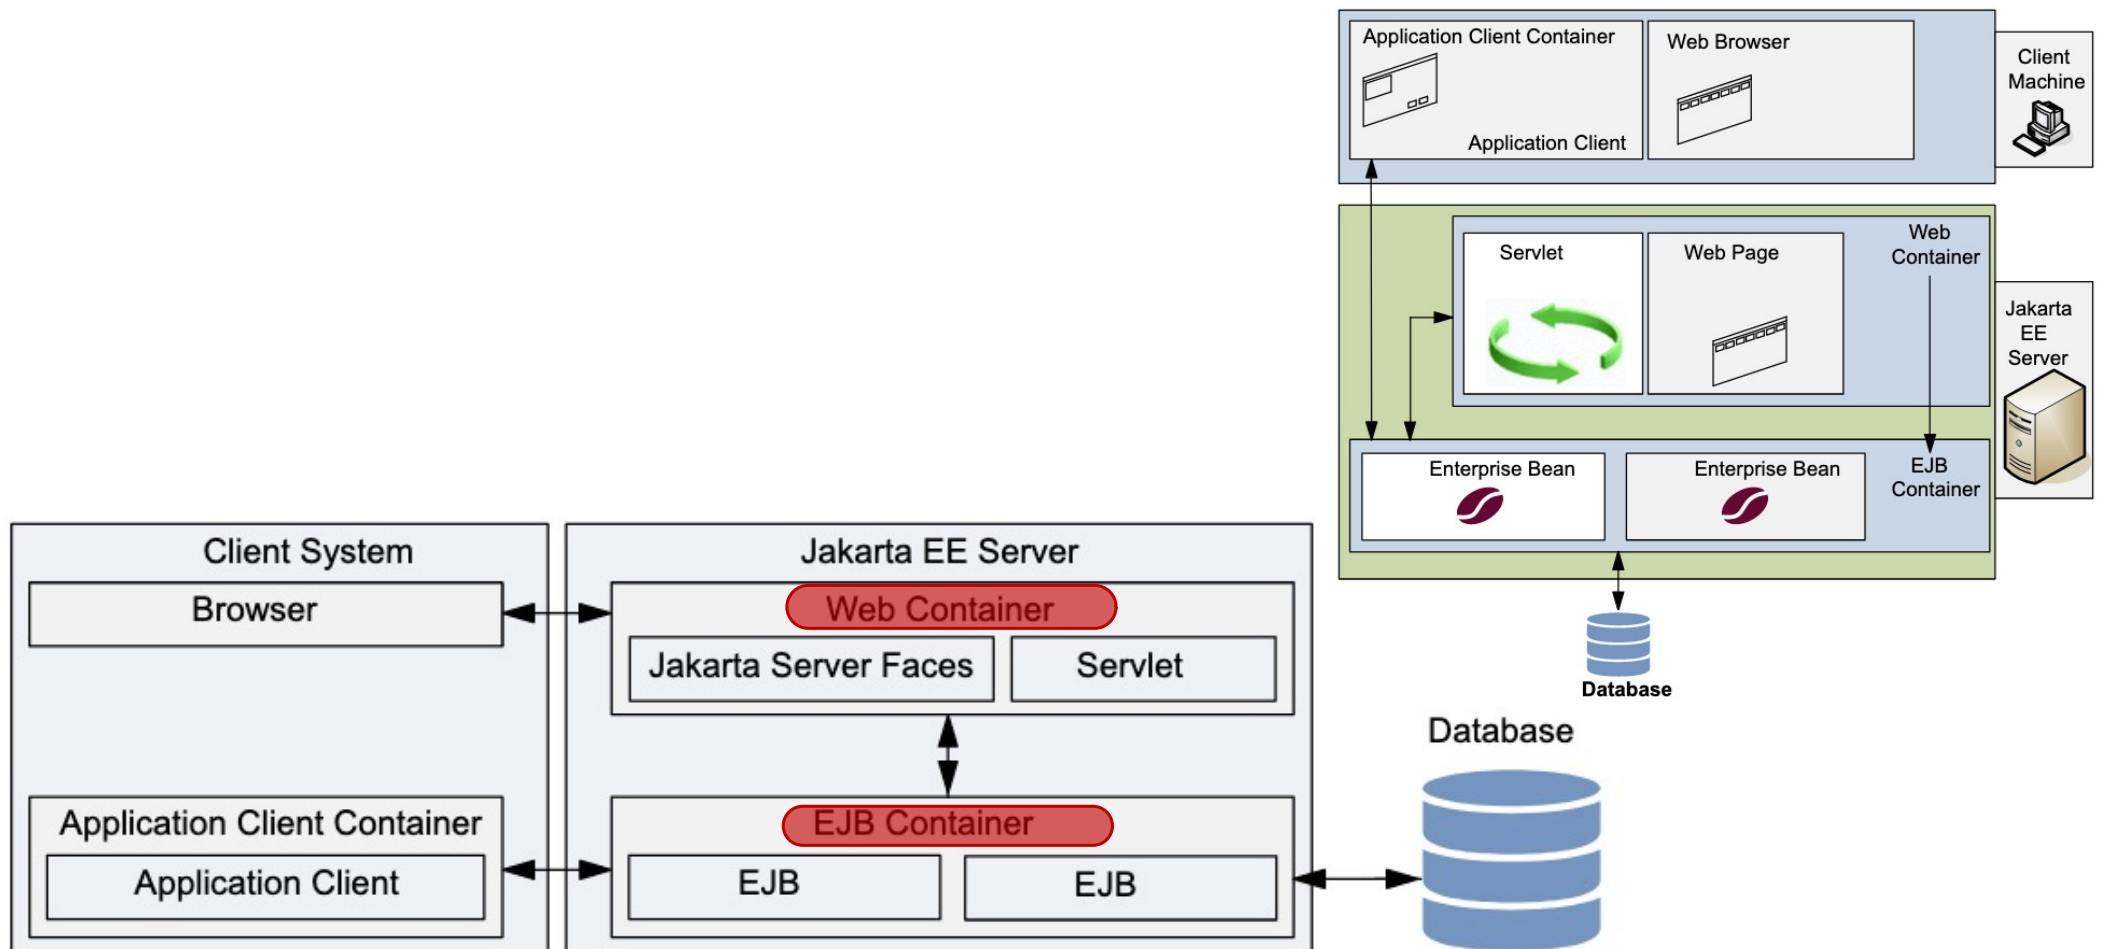 Application Client Container
Application Client
Web Browser
Client
Machine
Servlet
Web Page
Web
Container
Jakarta
EE
Server
Enterprise Bean
Enterprise Bean
EJB
Container
Database
Client System
Browser
Application Client Container
Application Client
Jakarta EE Server
Web Container
Jakarta Server Faces
Servlet
EJB Container
EJB
EJB
Database